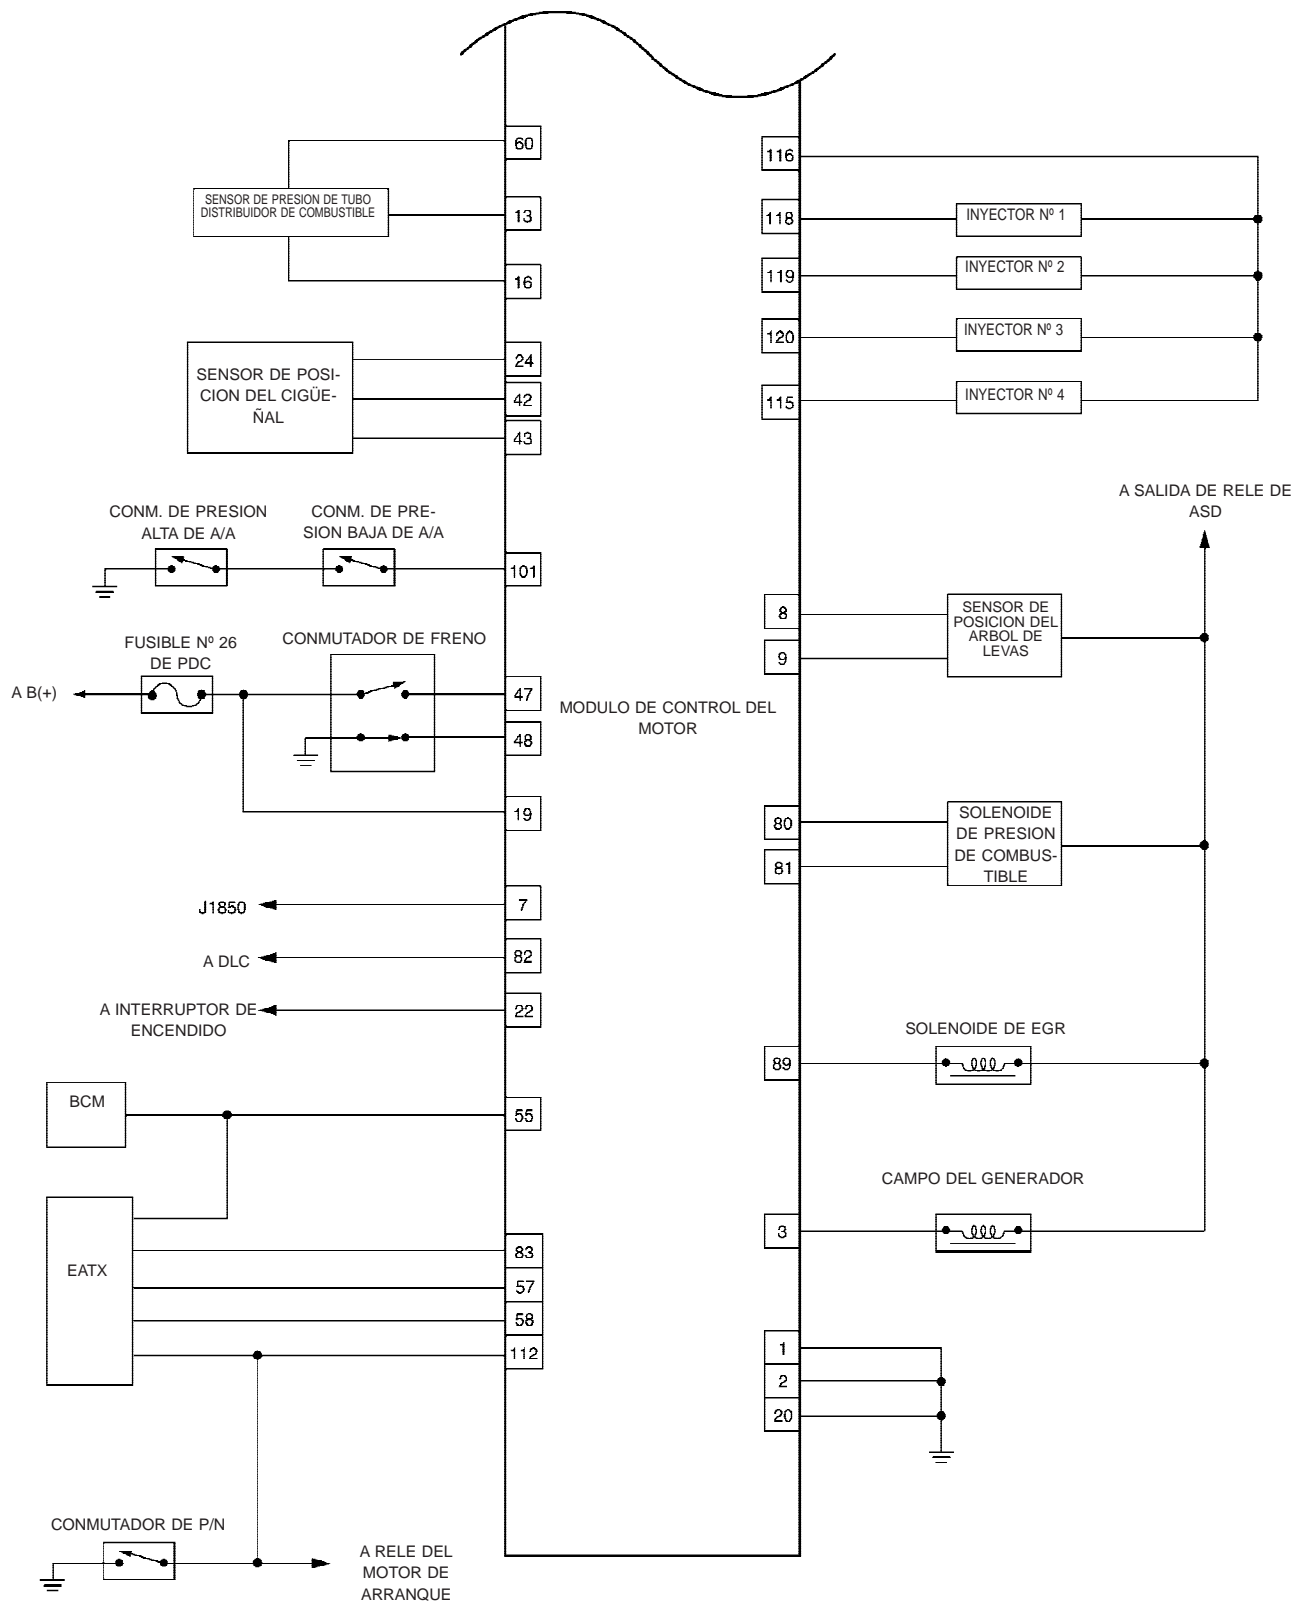 60
116
SENSOR DE PRESION DE TUBO
DISTRIBUIDOR DE COMBUSTIBLE
13
118
INYECTOR Nº 1
16
119
INYECTOR Nº 2
120
INYECTOR Nº 3
24
SENSOR DE POSI-
CION DEL CIGÜE-
ÑAL
42
115
INYECTOR Nº 4
43
A SALIDA DE RELE DE
ASD
CONM. DE PRESION
ALTA DE A/A
CONM. DE PRE-
SION BAJA DE A/A
101
8
SENSOR DE
POSICION DEL
ARBOL DE
LEVAS
9
FUSIBLE Nº 26
DE PDC
CONMUTADOR DE FRENO
A B(+)
47
MODULO DE CONTROL DEL
MOTOR
48
19
80
SOLENOIDE
DE PRESION
DE COMBUS-
TIBLE
81
J1850
7
A DLC
82
A INTERRUPTOR DE
ENCENDIDO
22
SOLENOIDE DE EGR
89
BCM
55
CAMPO DEL GENERADOR
3
EATX
83
57
58
112
1
2
20
CONMUTADOR DE P/N
A RELE DEL
MOTOR DE
ARRANQUE